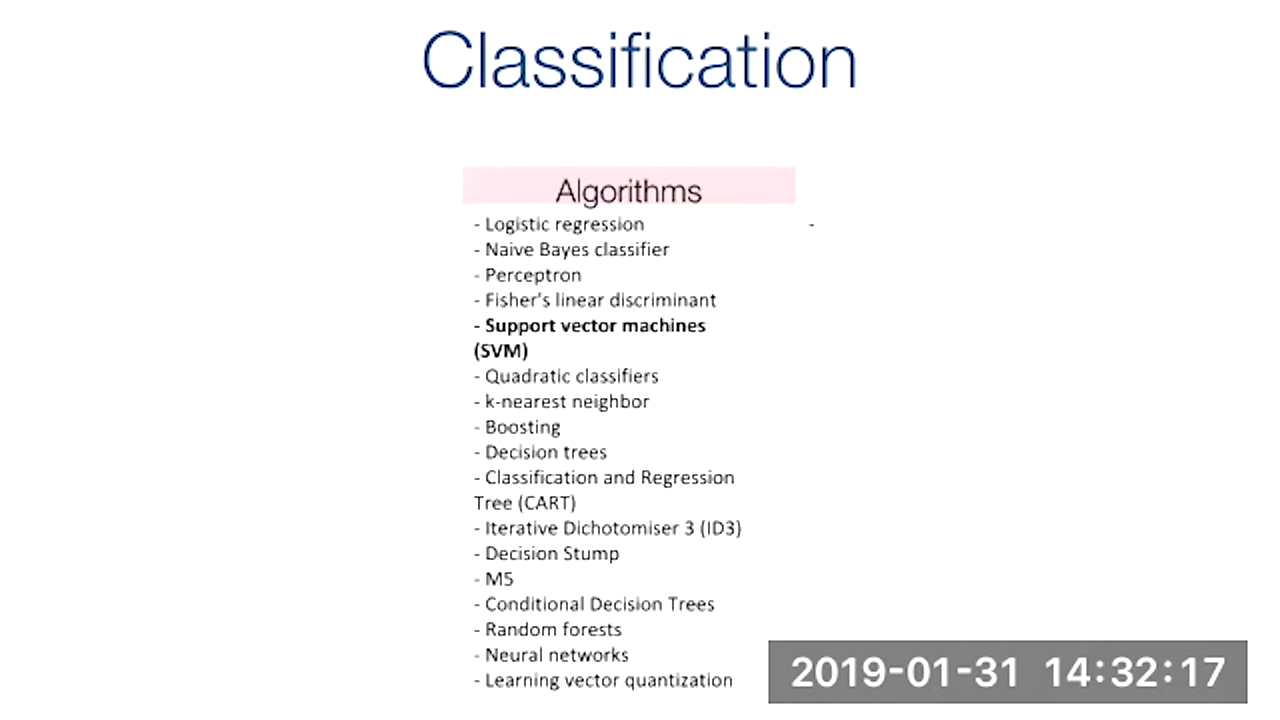 Classification
Algorithms
- Logistic regression
-
- Naive Bayes classifier
- Perceptron
- Fisher's linear discriminant
- Support vector machines
(SVM)
- Quadratic classifiers
- k-nearest neighbor
- Boosting
- Decision trees
- Classification and Regression
Tree (CART)
- Iterative Dichotomiser 3 (ID3)
- Decision Stump
- M5
- Conditional Decision Trees
- Random forests
- Neural networks
- Learning vector quantization
2019-01-31 14:32:17